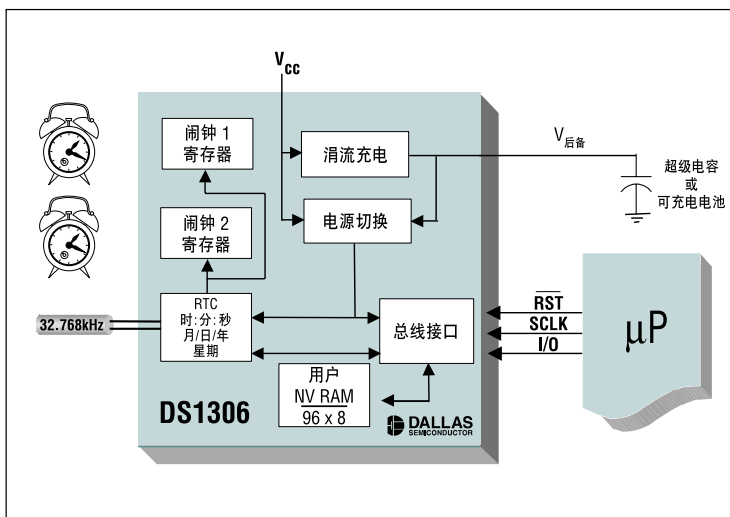 V_CC
闹钟 1
寄存器
涓流充电
V_后备
超级电容
或
可充电电池
闹钟 2
寄存器
电源切换
32.768kHz
RTC
时:分:秒
月/日/年
星期
总线接口
RST
SCLK
I/O
μP
用户
NV RAM
96 x 8
DS1306
DALLAS
SEMICONDUCTOR